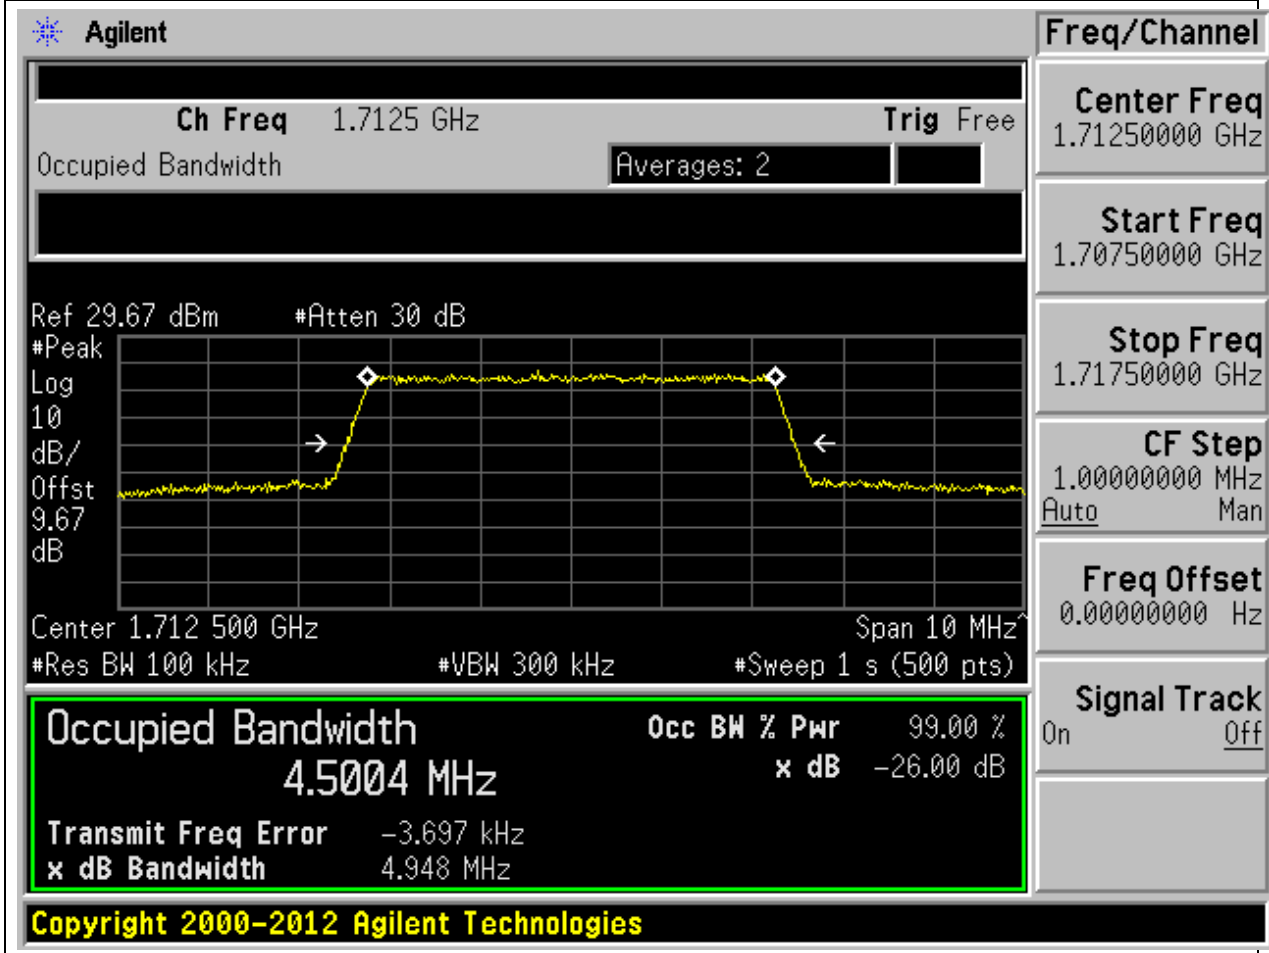 Agilent
Freq/Channel
Ch Freq 1.7125 GHz Trig Free
Occupied Bandwidth Averages: 2
Center Freq
1.71250000 GHz
Start Freq
1.70750000 GHz
Stop Freq
1.71750000 GHz
CF Step
1.00000000 MHz
Auto Man
Freq Offset
0.00000000 Hz
Signal Track
On Off
Ref 29.67 dBm #Atten 30 dB
#Peak
Log
10
dB/
Offst
9.67
dB
Center 1.712 500 GHz Span 10 MHz^
#Res BW 100 kHz #VBW 300 kHz #Sweep 1 s (500 pts)
Occupied Bandwidth Occ BW % Pwr 99.00 %
4.5004 MHz x dB -26.00 dB
Transmit Freq Error -3.697 kHz
x dB Bandwidth 4.948 MHz
Copyright 2000-2012 Agilent Technologies